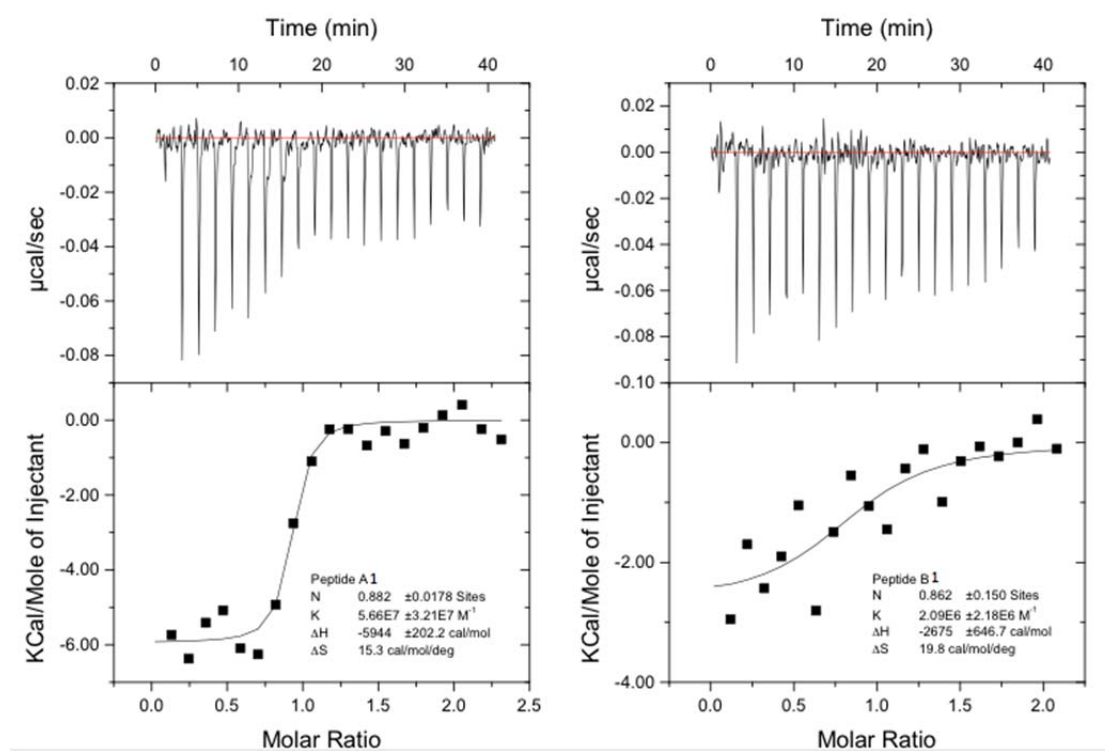 Time (min)
0 10 20 30 40
0.02
0.00
-0.02
-0.04
-0.06
-0.08
µcal/sec
0.00
-2.00
-4.00
-6.00
KCal/Mole of Injectant
Peptide A1
N 0.882 ±0.0178 Sites
K 5.66E7 ±3.21E7 M⁻¹
ΔH -5944 ±202.2 cal/mol
ΔS 15.3 cal/mol/deg
0.0 0.5 1.0 1.5 2.0 2.5
Molar Ratio
Time (min)
0 10 20 30 40
0.02
0.00
-0.02
-0.04
-0.06
-0.08
-0.10
µcal/sec
0.00
-2.00
-4.00
KCal/Mole of Injectant
Peptide B1
N 0.862 ±0.150 Sites
K 2.09E6 ±2.18E6 M⁻¹
ΔH -2675 ±646.7 cal/mol
ΔS 19.8 cal/mol/deg
0.0 0.5 1.0 1.5 2.0
Molar Ratio